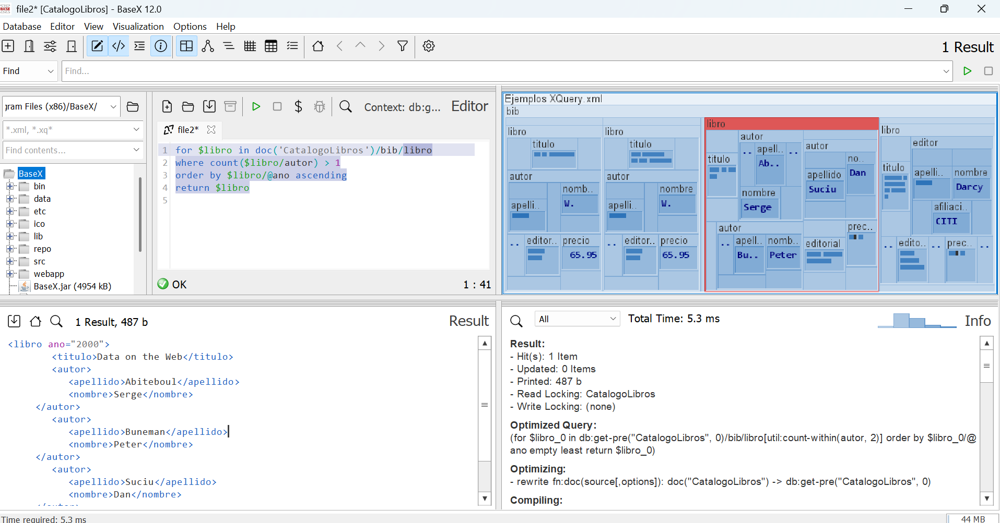 BASE
file2* [CatalogoLibros] - BaseX 12.0
Database Editor View Visualization Options Help
1 Result
Find
Find...
gram Files (x86)/BaseX/
*.xml, *.xq*
Find contents...
BaseX
bin
data
etc
ico
lib
repo
src
webapp
BaseX.jar (4954 kB)
Context: db:g...
Editor
file2*
1 for $libro in doc('CatalogoLibros')/bib/libro
2 where count($libro/autor) > 1
3 order by $libro/@ano ascending
4 return $libro
5
OK
1 : 41
Ejemplos XQuery.xml
bib
libro
titulo
autor
apelli..
nomb..
W.
..
editor..
precio
65.95
libro
titulo
autor
apelli..
nombre
W.
..
editor..
precio
65.95
libro
titulo
autor
..
apell..
..
Ab..
nombre
Serge
autor
apellido
Suciu
no..
Dan
autor
..
apell..
Bu..
nomb..
Peter
editorial
prec..
libro
titulo
editor
apelli..
nombre
Darcy
afiliaci..
CITI
..
edito..
..
prec..
..
1 Result, 487 b
Result
<libro ano="2000">
<titulo>Data on the Web</titulo>
<autor>
<apellido>Abiteboul</apellido>
<nombre>Serge</nombre>
</autor>
<autor>
<apellido>Buneman</apellido>
<nombre>Peter</nombre>
</autor>
<autor>
<apellido>Suciu</apellido>
<nombre>Dan</nombre>
</autor>
All
Total Time: 5.3 ms
Info
Result:
- Hit(s): 1 Item
- Updated: 0 Items
- Printed: 487 b
- Read Locking: CatalogoLibros
- Write Locking: (none)
Optimized Query:
(for $libro_0 in db:get-pre("CatalogoLibros", 0)/bib/libro[util:count-within(autor, 2)] order by $libro_0/@
ano empty least return $libro_0)
Optimizing:
- rewrite fn:doc(source[,options]): doc("CatalogoLibros") -> db:get-pre("CatalogoLibros", 0)
Compiling:
Time required: 5.3 ms
44 MB